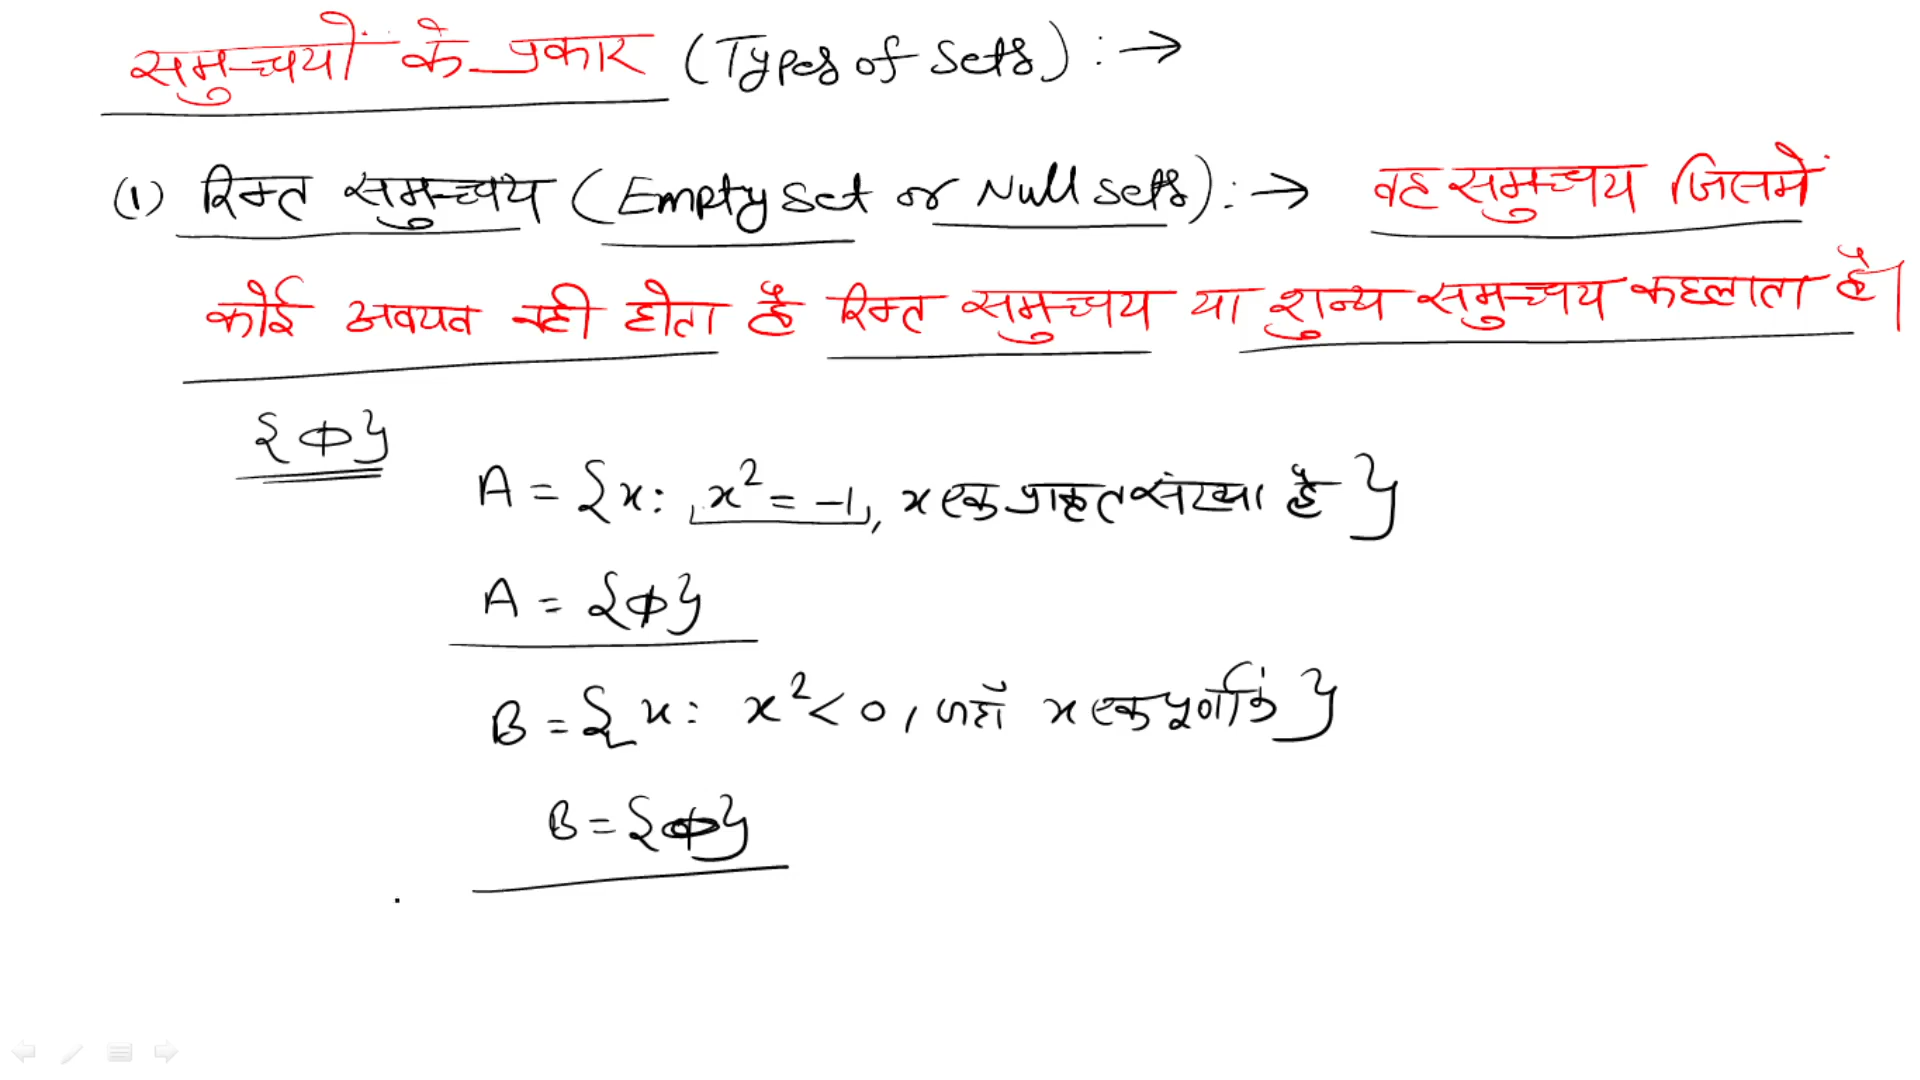 समुच्चयों के प्रकार (Types of Sets) : →
(1) रिक्त समुच्चय (Empty Set or Null Sets) : → वह समुच्चय जिसमें
कोई अवयव नही होता है रिक्त समुच्चय या शुन्य समुच्चय कहलाता है।
{ϕ}
A = {x : x² = -1, x एक प्राकृत संख्या है}
A = {ϕ}
B = {x : x² < 0, जहाँ x एक पूर्णांक}
B = {ϕ}